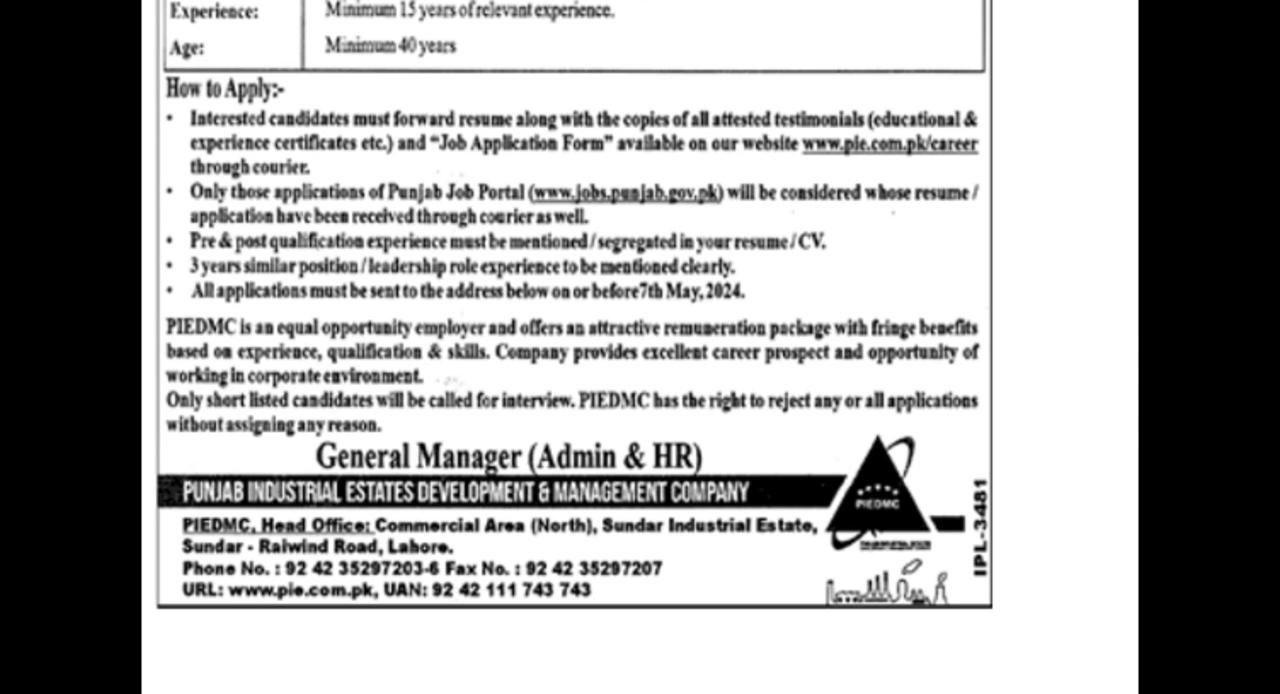 Experience: Minimum 15 years of relevant experience.
Age: Minimum 40 years
How to Apply:-
• Interested candidates must forward resume along with the copies of all attested testimonials (educational &
experience certificates etc.) and “Job Application Form” available on our website www.pie.com.pk/career
through courier.
• Only those applications of Punjab Job Portal (www.jobs.punjab.gov.pk) will be considered whose resume /
application have been received through courier as well.
• Pre & post qualification experience must be mentioned / segregated in your resume / CV.
• 3 years similar position / leadership role experience to be mentioned clearly.
• All applications must be sent to the address below on or before7th May, 2024.
PIEDMC is an equal opportunity employer and offers an attractive remuneration package with fringe benefits
based on experience, qualification & skills. Company provides excellent career prospect and opportunity of
working in corporate environment.
Only short listed candidates will be called for interview. PIEDMC has the right to reject any or all applications
without assigning any reason.
General Manager (Admin & HR)
PUNJAB INDUSTRIAL ESTATES DEVELOPMENT & MANAGEMENT COMPANY
PIEDMC, Head Office: Commercial Area (North), Sundar Industrial Estate,
Sundar - Raiwind Road, Lahore.
Phone No. : 92 42 35297203-6 Fax No. : 92 42 35297207
URL: www.pie.com.pk, UAN: 92 42 111 743 743
PIEDMC
IPL-3481